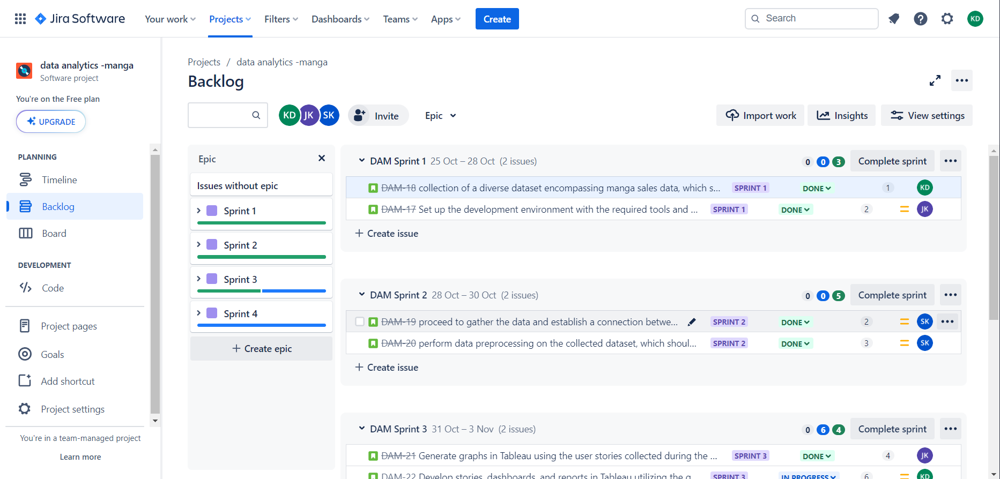 Jira Software Your work Projects Filters Dashboards Teams Apps Create Search KD
data analytics -manga
Software project
You're on the Free plan
UPGRADE
PLANNING
Timeline
Backlog
Board
DEVELOPMENT
Code
Project pages
Goals
Add shortcut
Project settings
You're in a team-managed project
Learn more
Projects / data analytics -manga
Backlog
KD JK SK Invite Epic Import work Insights View settings
Epic
Issues without epic
Sprint 1
Sprint 2
Sprint 3
Sprint 4
+ Create epic
DAM Sprint 1 25 Oct – 28 Oct (2 issues) 0 0 3 Complete sprint
DAM-18 collection of a diverse dataset encompassing manga sales data, which s... SPRINT 1 DONE 1 KD
DAM-17 Set up the development environment with the required tools and ... SPRINT 1 DONE 2 JK
+ Create issue
DAM Sprint 2 28 Oct – 30 Oct (2 issues) 0 0 5 Complete sprint
DAM-19 proceed to gather the data and establish a connection betwe... SPRINT 2 DONE 2 SK
DAM-20 perform data preprocessing on the collected dataset, which shoul... SPRINT 2 DONE 3 SK
+ Create issue
DAM Sprint 3 31 Oct – 3 Nov (2 issues) 0 6 4 Complete sprint
DAM-21 Generate graphs in Tableau using the user stories collected during the ... SPRINT 3 DONE 4 JK
DAM-22 Develop stories, dashboards, and reports in Tableau utilizing the g... SPRINT 3 IN PROGRESS 6 KD